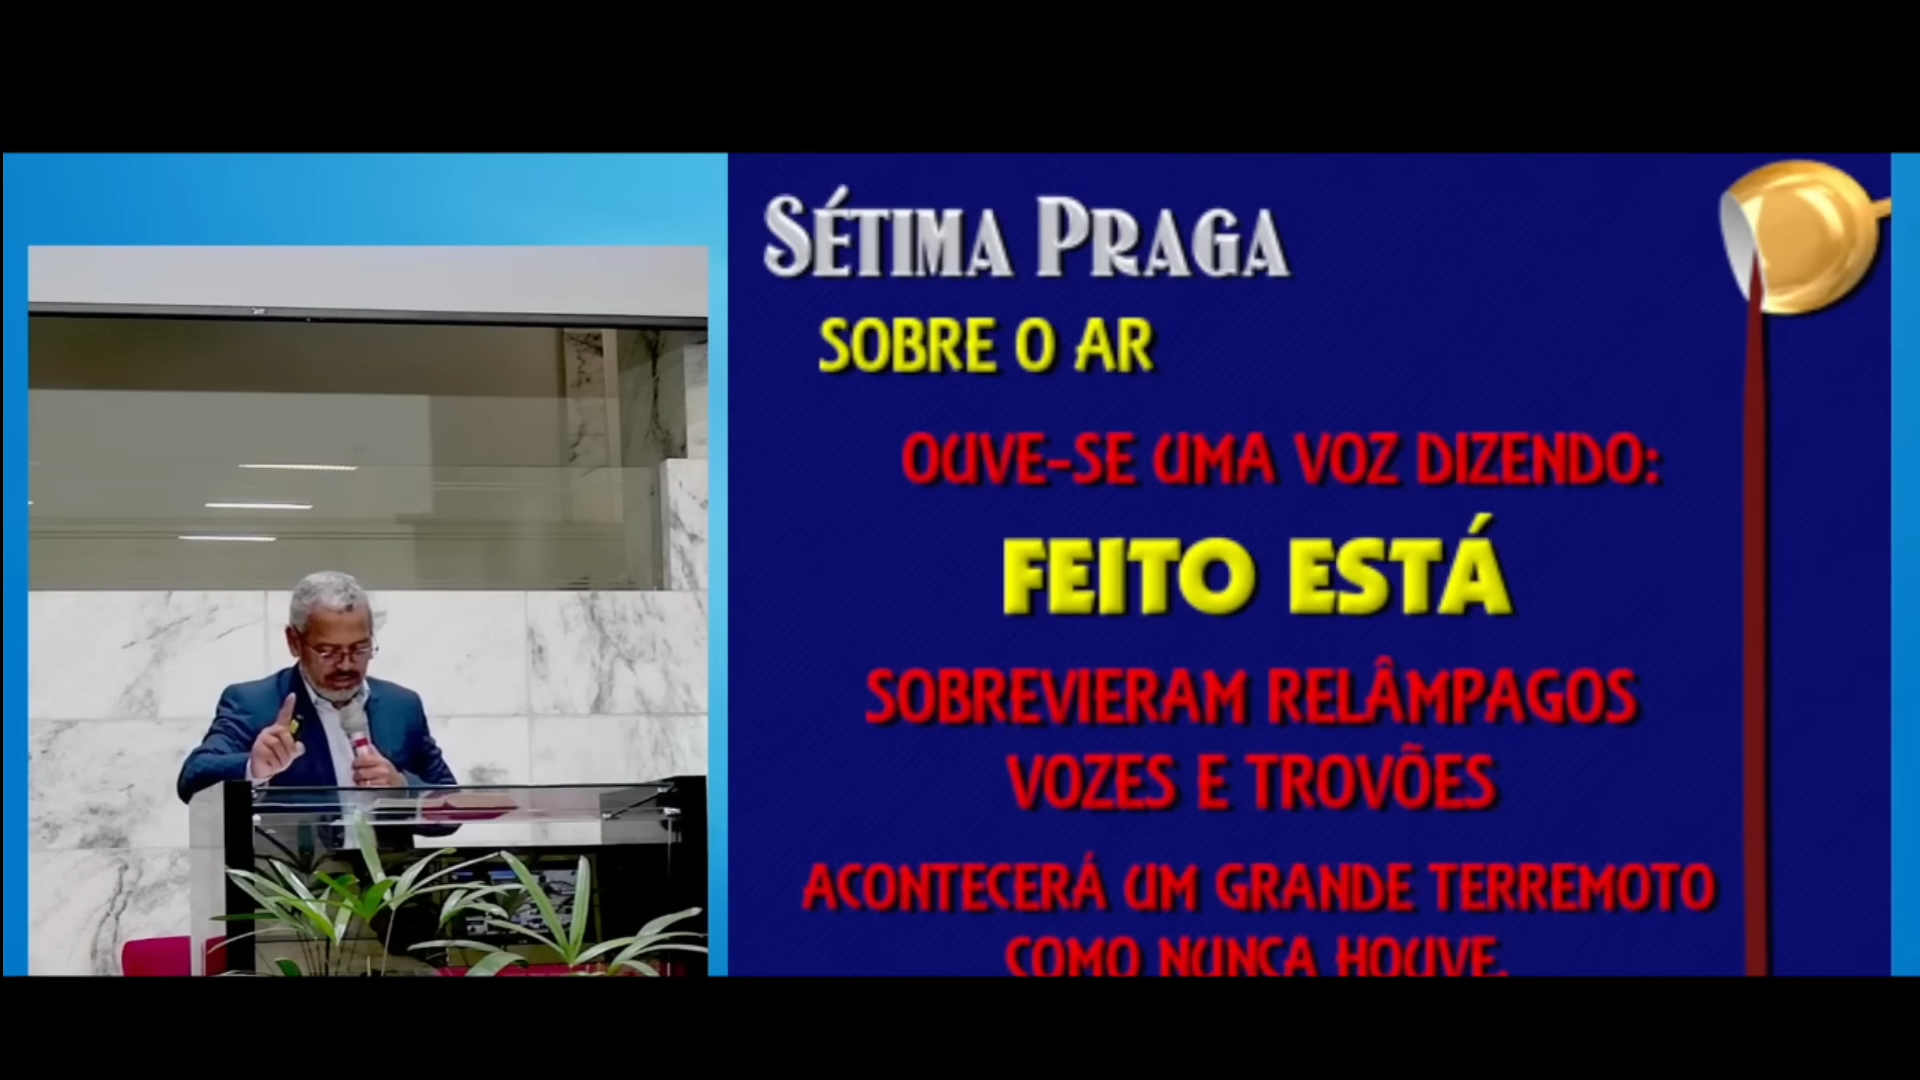 SÉTIMA PRAGA
SOBRE O AR
OUVE-SE UMA VOZ DIZENDO:
FEITO ESTÁ
SOBREVIERAM RELÂMPAGOS
VOZES E TROVÕES
ACONTECERÁ UM GRANDE TERREMOTO
COMO NUNCA HOUVE.